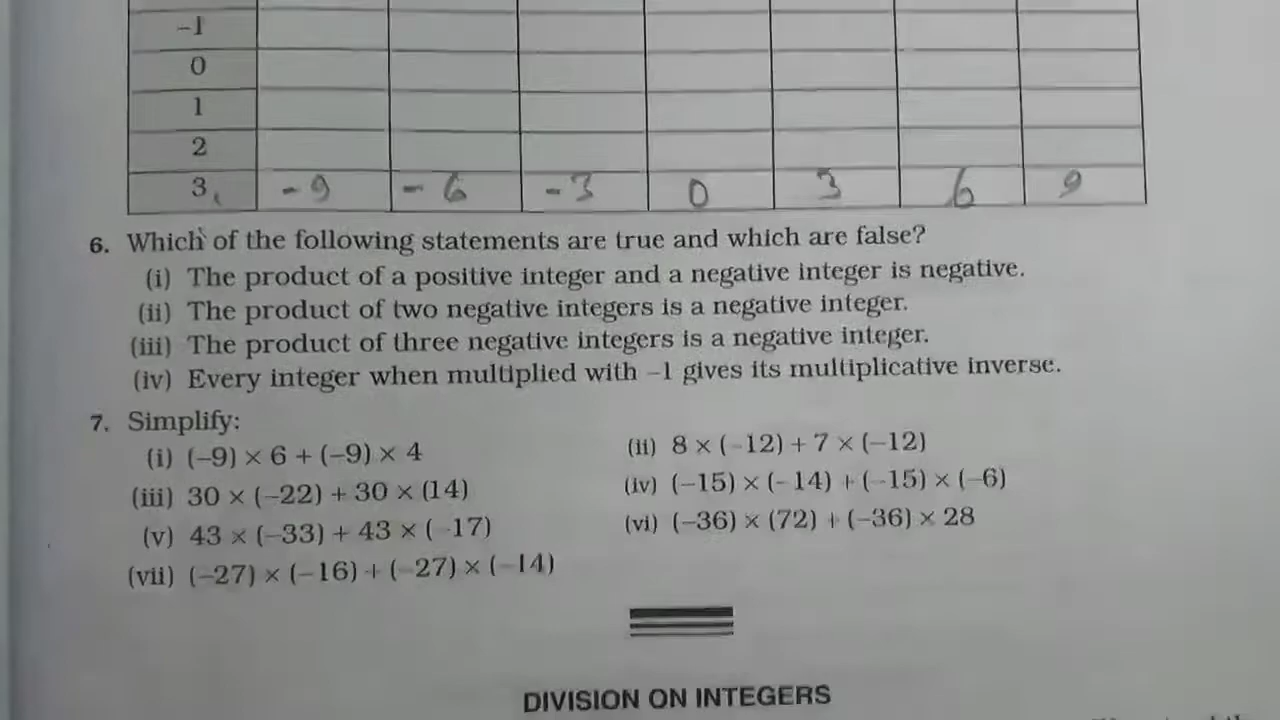 -1
0
1
2
3 -9 -6 -3 0 3 6 9
6. Which of the following statements are true and which are false?
(i) The product of a positive integer and a negative integer is negative.
(ii) The product of two negative integers is a negative integer.
(iii) The product of three negative integers is a negative integer.
(iv) Every integer when multiplied with -1 gives its multiplicative inverse.
7. Simplify:
(i) (-9) × 6 + (-9) × 4 (ii) 8 × (-12) + 7 × (-12)
(iii) 30 × (-22) + 30 × (14) (iv) (-15) × (-14) + (-15) × (-6)
(v) 43 × (-33) + 43 × (-17) (vi) (-36) × (72) + (-36) × 28
(vii) (-27) × (-16) + (-27) × (-14)
DIVISION ON INTEGERS